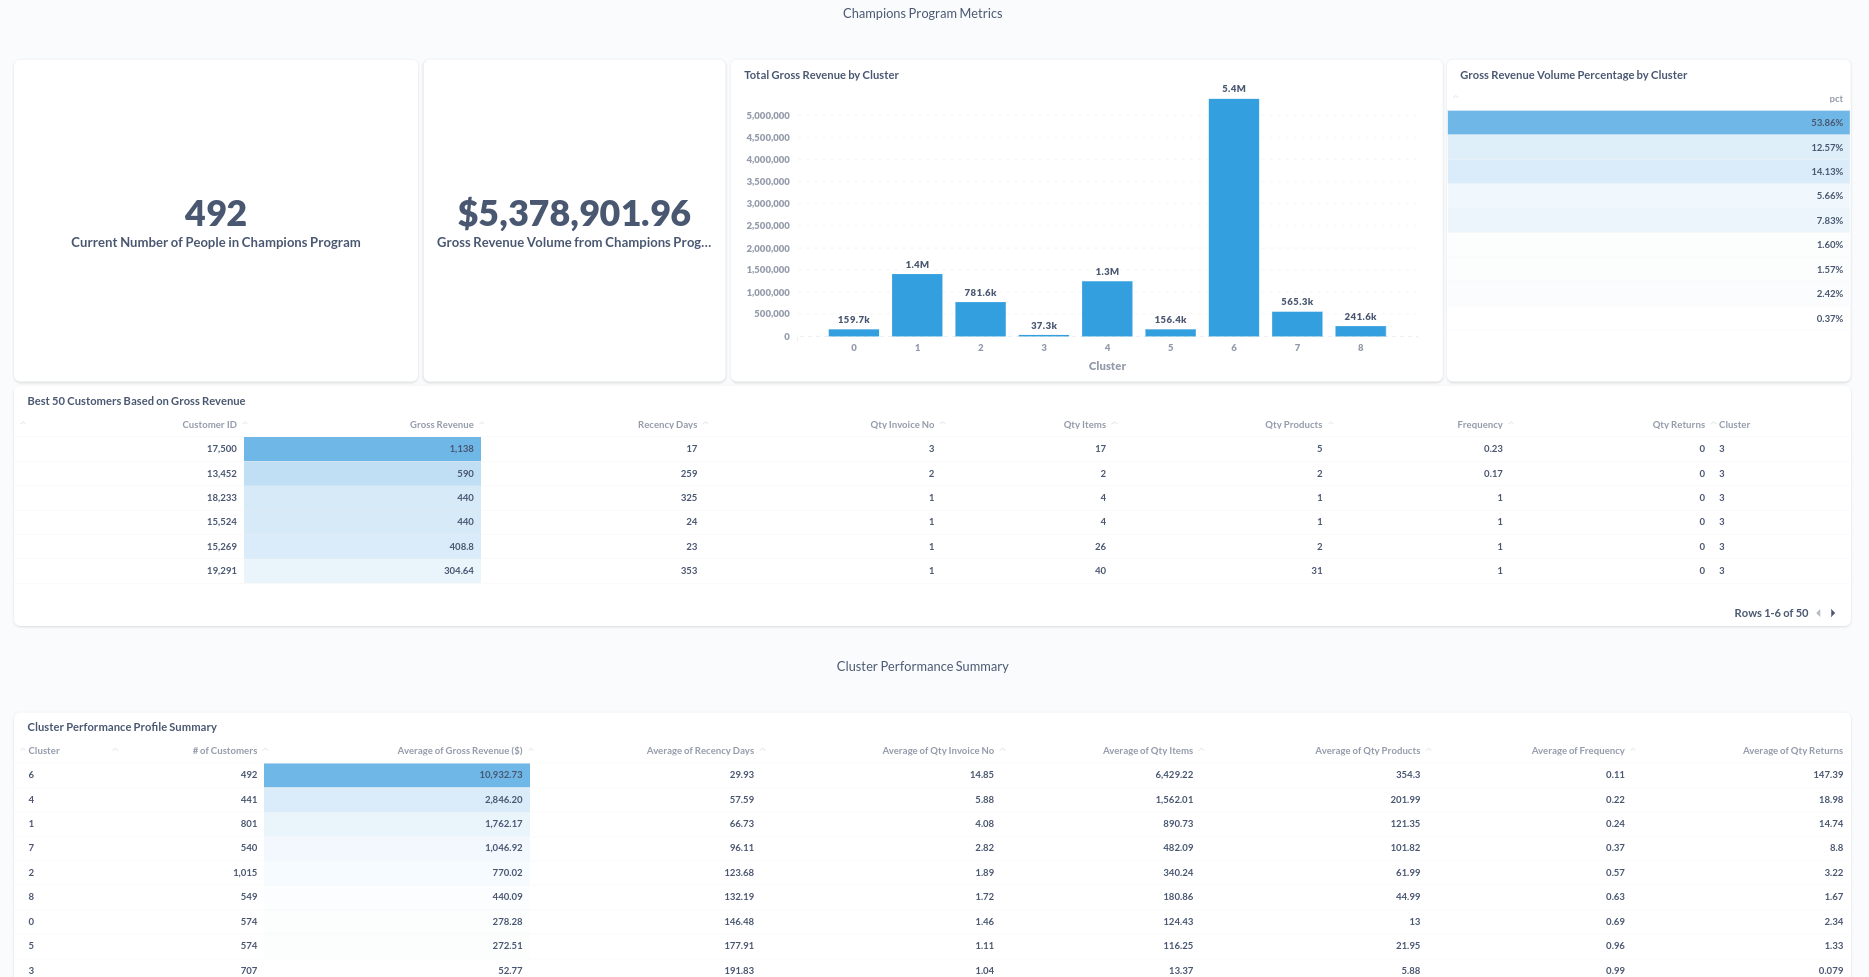 Champions Program Metrics
492
Current Number of People in Champions Program
$5,378,901.96
Gross Revenue Volume from Champions Prog...
Total Gross Revenue by Cluster
5,000,000
4,500,000
4,000,000
3,500,000
3,000,000
2,500,000
2,000,000
1,500,000
1,000,000
500,000
0
159.7k
1.4M
781.6k
37.3k
1.3M
156.4k
5.4M
565.3k
241.6k
0 1 2 3 4 5 6 7 8
Cluster
Gross Revenue Volume Percentage by Cluster
pct
53.86%
12.57%
14.13%
5.66%
7.83%
1.60%
1.57%
2.42%
0.37%
Best 50 Customers Based on Gross Revenue
Customer ID Gross Revenue Recency Days Qty Invoice No Qty Items Qty Products Frequency Qty Returns Cluster
17,500 1,138 17 3 17 5 0.23 0 3
13,452 590 259 2 2 2 0.17 0 3
18,233 440 325 1 4 1 1 0 3
15,524 440 24 1 4 1 1 0 3
15,269 408.8 23 1 26 2 1 0 3
19,291 304.64 353 1 40 31 1 0 3
Rows 1-6 of 50
Cluster Performance Summary
Cluster Performance Profile Summary
Cluster # of Customers Average of Gross Revenue ($) Average of Recency Days Average of Qty Invoice No Average of Qty Items Average of Qty Products Average of Frequency Average of Qty Returns
6 492 10,932.73 29.93 14.85 6,429.22 354.3 0.11 147.39
4 441 2,846.20 57.59 5.88 1,562.01 201.99 0.22 18.98
1 801 1,762.17 66.73 4.08 890.73 121.35 0.24 14.74
7 540 1,046.92 96.11 2.82 482.09 101.82 0.37 8.8
2 1,015 770.02 123.68 1.89 340.24 61.99 0.57 3.22
8 549 440.09 132.19 1.72 180.86 44.99 0.63 1.67
0 574 278.28 146.48 1.46 124.43 13 0.69 2.34
5 574 272.51 177.91 1.11 116.25 21.95 0.96 1.33
3 707 52.77 191.83 1.04 13.37 5.88 0.99 0.079